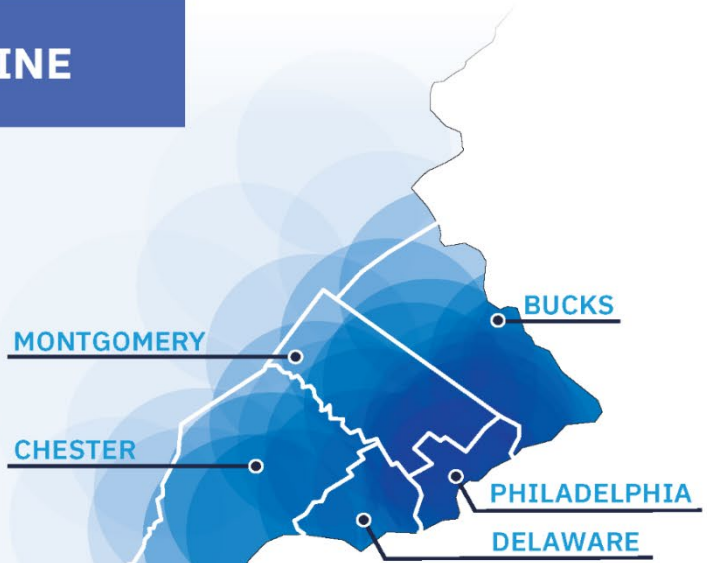 INE
BUCKS
MONTGOMERY
CHESTER
PHILADELPHIA
DELAWARE